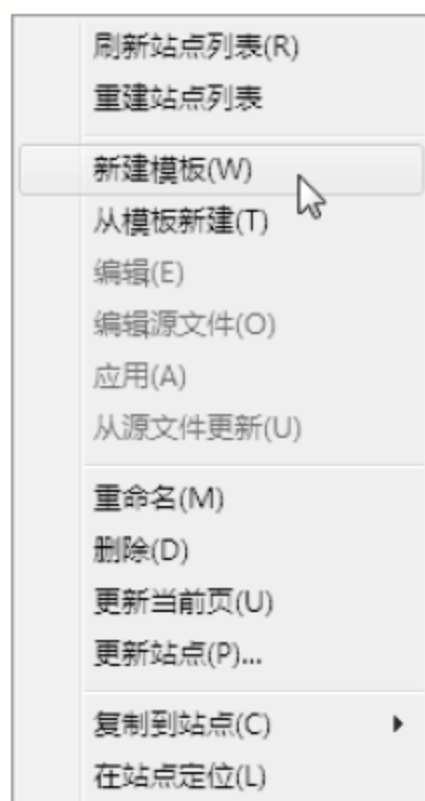 刷新站点列表(R)
重建站点列表
新建模板(W)
从模板新建(T)
编辑(E)
编辑源文件(O)
应用(A)
从源文件更新(U)
重命名(M)
删除(D)
更新当前页(U)
更新站点(P)...
复制到站点(C)
在站点定位(L)